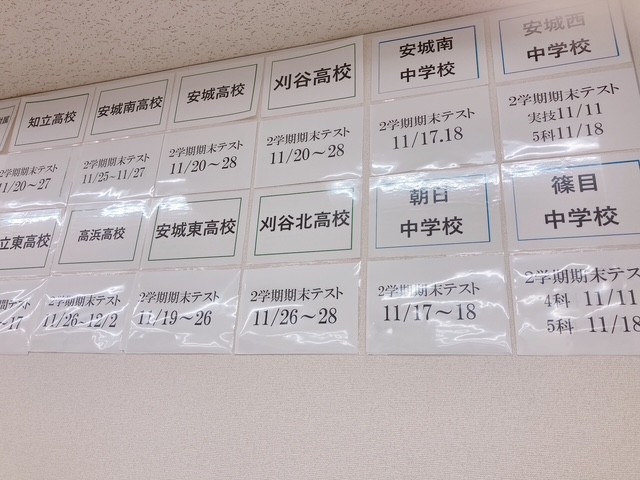 知立高校
安城南高校
安城高校
刈谷高校
安城南
中学校
安城西
中学校
2学期期末テスト
11/20～27
2学期期末テスト
11/25～11/27
2学期期末テスト
11/20～28
2学期期末テスト
11/20～28
2学期期末テスト
11/17.18
2学期期末テスト
実技11/11
5科11/18
立東高校
高浜高校
安城東高校
刈谷北高校
朝日
中学校
篠目
中学校
テスト
～17
2学期期末テスト
11/26～12/2
2学期期末テスト
11/19～26
2学期期末テスト
11/26～28
2学期期末テスト
11/17～18
2学期期末テスト
4科 11/11
5科 11/18